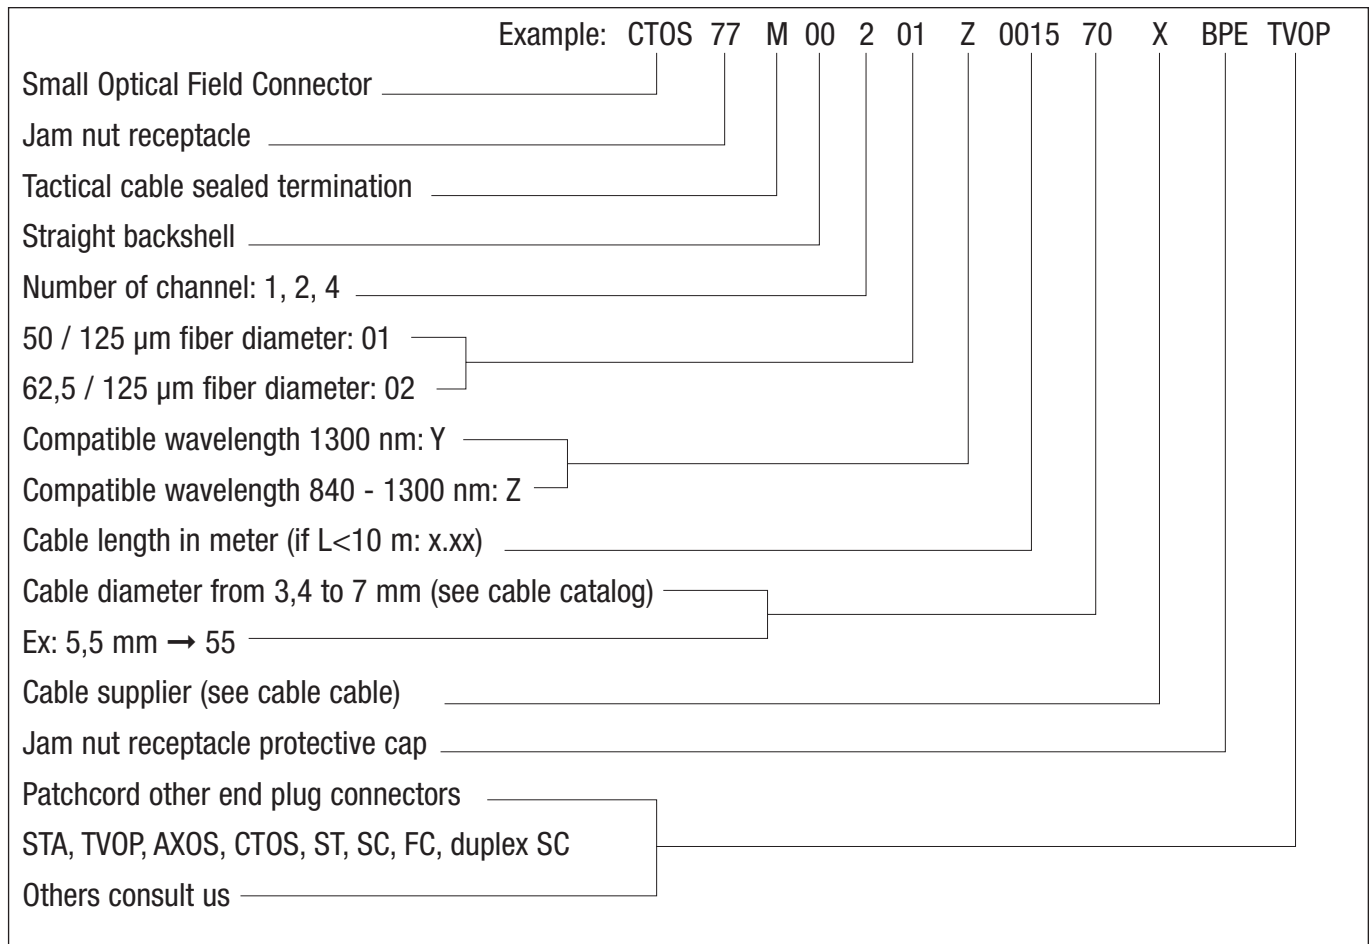 Example: CTOS 77 M 00 2 01 Z 0015 70 X BPE TVOP
Small Optical Field Connector
Jam nut receptacle
Tactical cable sealed termination
Straight backshell
Number of channel: 1, 2, 4
50 / 125 µm fiber diameter: 01
62,5 / 125 µm fiber diameter: 02
Compatible wavelength 1300 nm: Y
Compatible wavelength 840 - 1300 nm: Z
Cable length in meter (if L<10 m: x.xx)
Cable diameter from 3,4 to 7 mm (see cable catalog)
Ex: 5,5 mm → 55
Cable supplier (see cable cable)
Jam nut receptacle protective cap
Patchcord other end plug connectors
STA, TVOP, AXOS, CTOS, ST, SC, FC, duplex SC
Others consult us